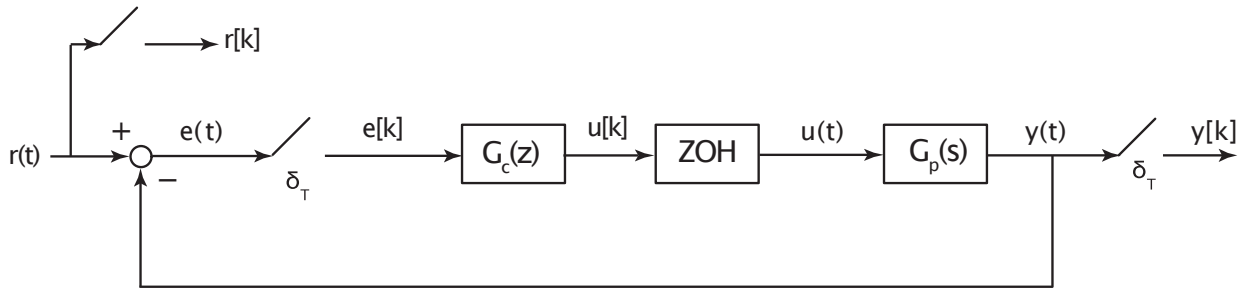 r[k]
r(t) + e(t) e[k] G_c(z) u[k] ZOH u(t) G_p(s) y(t) y[k]
− δ_T δ_T